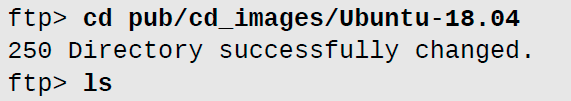 ftp> cd pub/cd_images/Ubuntu-18.04
250 Directory successfully changed.
ftp> ls